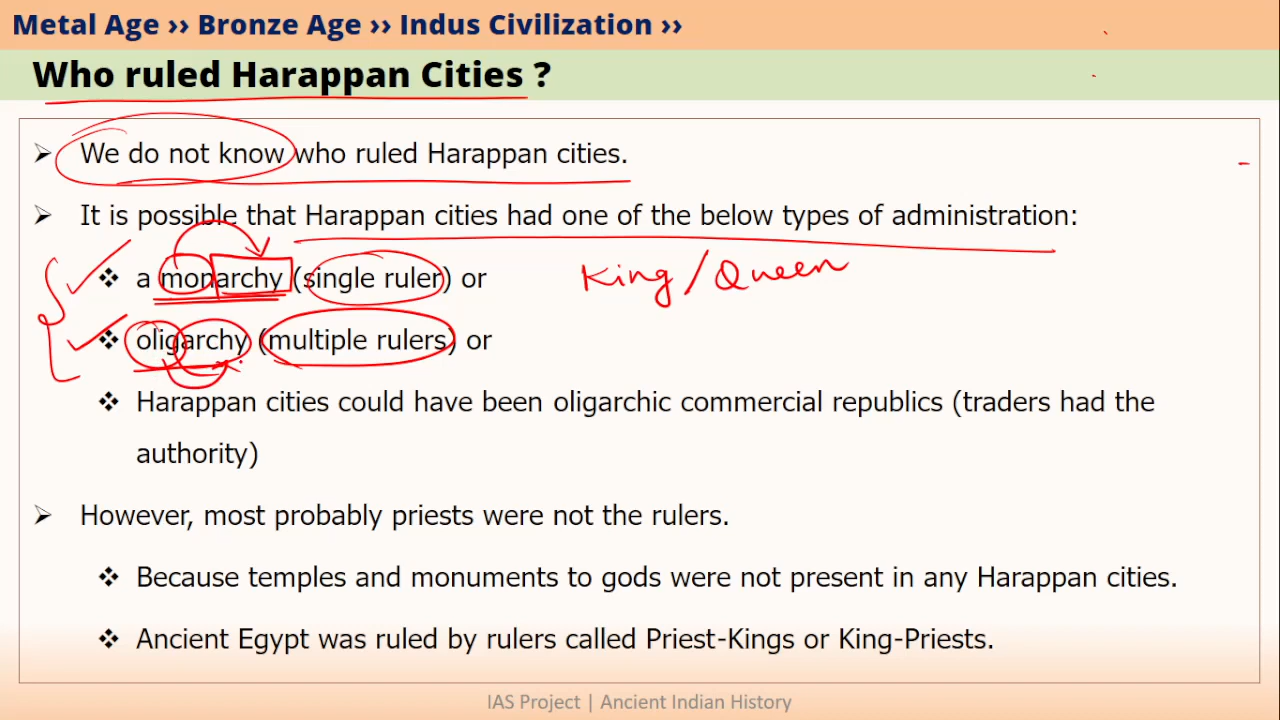 Metal Age ›› Bronze Age ›› Indus Civilization ››
Who ruled Harappan Cities ?
➢ We do not know who ruled Harappan cities.
➢ It is possible that Harappan cities had one of the below types of administration:
❖ a monarchy (single ruler) or King/Queen
❖ oligarchy (multiple rulers) or
❖ Harappan cities could have been oligarchic commercial republics (traders had the
authority)
➢ However, most probably priests were not the rulers.
❖ Because temples and monuments to gods were not present in any Harappan cities.
❖ Ancient Egypt was ruled by rulers called Priest-Kings or King-Priests.
IAS Project | Ancient Indian History